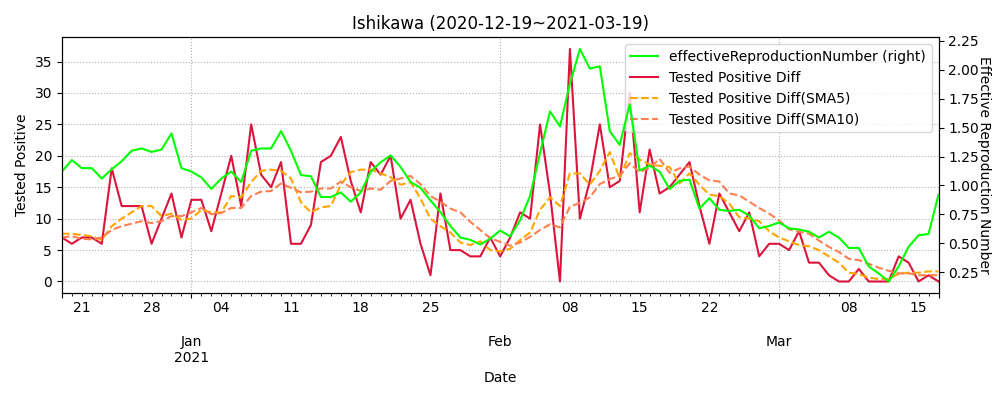 Ishikawa (2020-12-19~2021-03-19)
effectiveReproductionNumber (right)
Tested Positive Diff
Tested Positive Diff(SMA5)
Tested Positive Diff(SMA10)
Tested Positive
35
30
25
20
15
10
5
0
2.25
2.00
1.75
1.50
1.25
1.00
0.75
0.50
0.25
Effective Reproduction Number
21 28 04 11 18 25 08 15 22 08 15
Jan Feb Mar
2021
Date